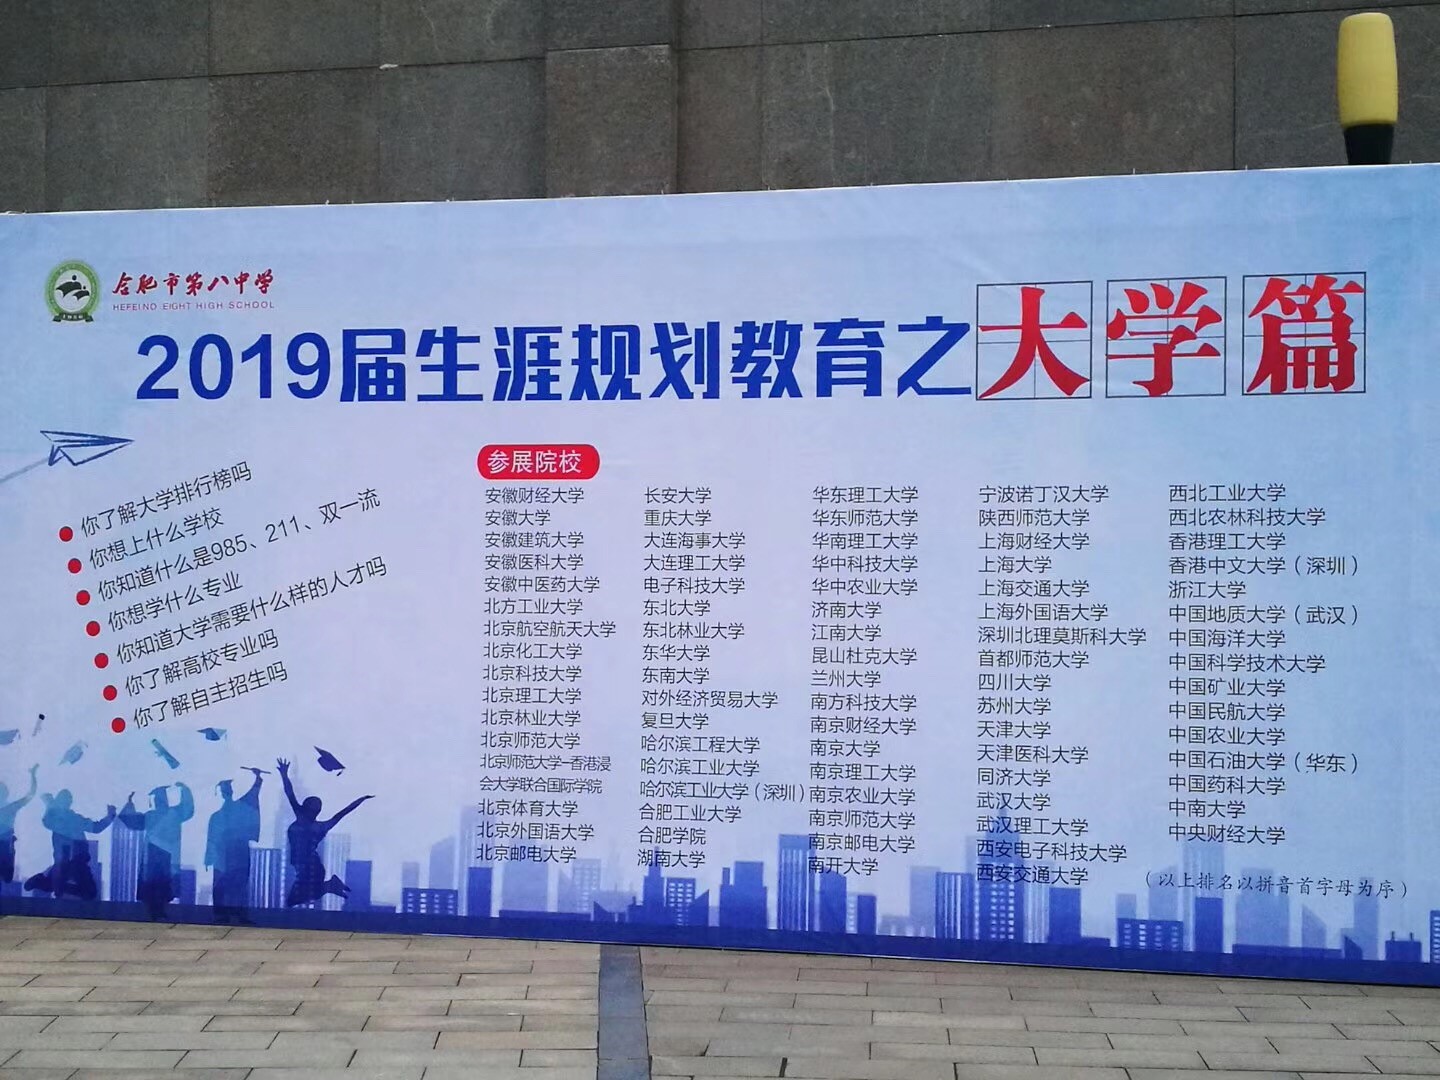 合肥市第八中学
HEFEI NO EIGHT HIGH SCHOOL
2019届生涯规划教育之大学篇
你了解大学排行榜吗
你想上什么学校
你知道什么是985、211、双一流
你想学什么专业
你知道大学需要什么样的人才吗
你了解高校专业吗
你了解自主招生吗
参展院校
安徽财经大学
安徽大学
安徽建筑大学
安徽医科大学
安徽中医药大学
北方工业大学
北京航空航天大学
北京化工大学
北京科技大学
北京理工大学
北京林业大学
北京师范大学
北京师范大学-香港浸
会大学联合国际学院
北京体育大学
北京外国语大学
北京邮电大学
长安大学
重庆大学
大连海事大学
大连理工大学
电子科技大学
东北大学
东北林业大学
东华大学
东南大学
对外经济贸易大学
复旦大学
哈尔滨工程大学
哈尔滨工业大学
哈尔滨工业大学（深圳）
合肥工业大学
合肥学院
湖南大学
华东理工大学
华东师范大学
华南理工大学
华中科技大学
华中农业大学
济南大学
江南大学
昆山杜克大学
兰州大学
南方科技大学
南京财经大学
南京大学
南京理工大学
南京农业大学
南京师范大学
南京邮电大学
南开大学
宁波诺丁汉大学
陕西师范大学
上海财经大学
上海大学
上海交通大学
上海外国语大学
深圳北理莫斯科大学
首都师范大学
四川大学
苏州大学
天津大学
天津医科大学
同济大学
武汉大学
武汉理工大学
西安电子科技大学
西安交通大学
西北工业大学
西北农林科技大学
香港理工大学
香港中文大学（深圳）
浙江大学
中国地质大学（武汉）
中国海洋大学
中国科学技术大学
中国矿业大学
中国民航大学
中国农业大学
中国石油大学（华东）
中国药科大学
中南大学
中央财经大学
（以上排名以拼音首字母为序）